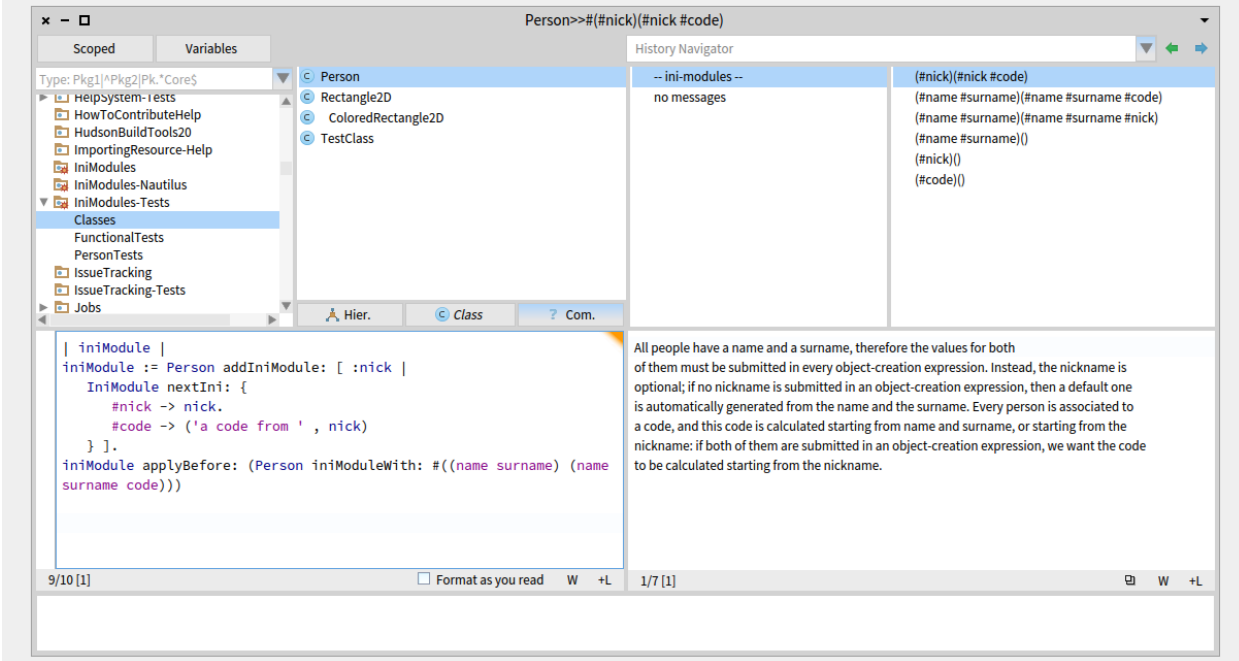 Person>>#(#nick)(#nick #code)
Scoped
Variables
History Navigator
Type: Pkg1|^Pkg2|Pk.*Core$
HelpSystem-Tests
HowToContributeHelp
HudsonBuildTools20
ImportingResource-Help
IniModules
IniModules-Nautilus
IniModules-Tests
Classes
FunctionalTests
PersonTests
IssueTracking
IssueTracking-Tests
Jobs
Person
Rectangle2D
ColoredRectangle2D
TestClass
Hier.
Class
? Com.
-- ini-modules --
no messages
(#nick)(#nick #code)
(#name #surname)(#name #surname #code)
(#name #surname)(#name #surname #nick)
(#name #surname)()
(#nick)()
(#code)()
| iniModule |
iniModule := Person addIniModule: [ :nick |
IniModule nextIni: {
#nick -> nick.
#code -> ('a code from ' , nick)
} ].
iniModule applyBefore: (Person iniModuleWith: #((name surname) (name
surname code)))
9/10 [1]
Format as you read
W
+L
All people have a name and a surname, therefore the values for both
of them must be submitted in every object-creation expression. Instead, the nickname is
optional; if no nickname is submitted in an object-creation expression, then a default one
is automatically generated from the name and the surname. Every person is associated to
a code, and this code is calculated starting from name and surname, or starting from the
nickname: if both of them are submitted in an object-creation expression, we want the code
to be calculated starting from the nickname.
1/7 [1]
W
+L